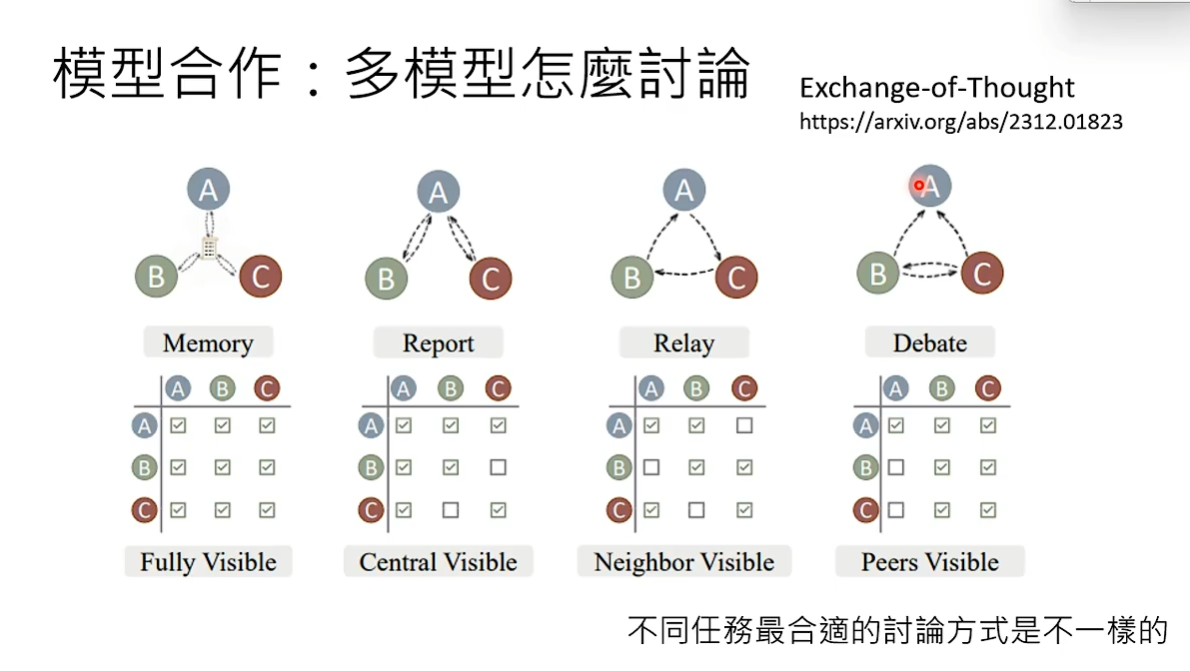 模型合作：多模型怎麼討論
Exchange-of-Thought
https://arxiv.org/abs/2312.01823
A
B C
Memory
A B C
A
B
C
Fully Visible
A
B C
Report
A B C
A
B
C
Central Visible
A
B C
Relay
A B C
A
B
C
Neighbor Visible
A
B C
Debate
A B C
A
B
C
Peers Visible
不同任務最合適的討論方式是不一樣的